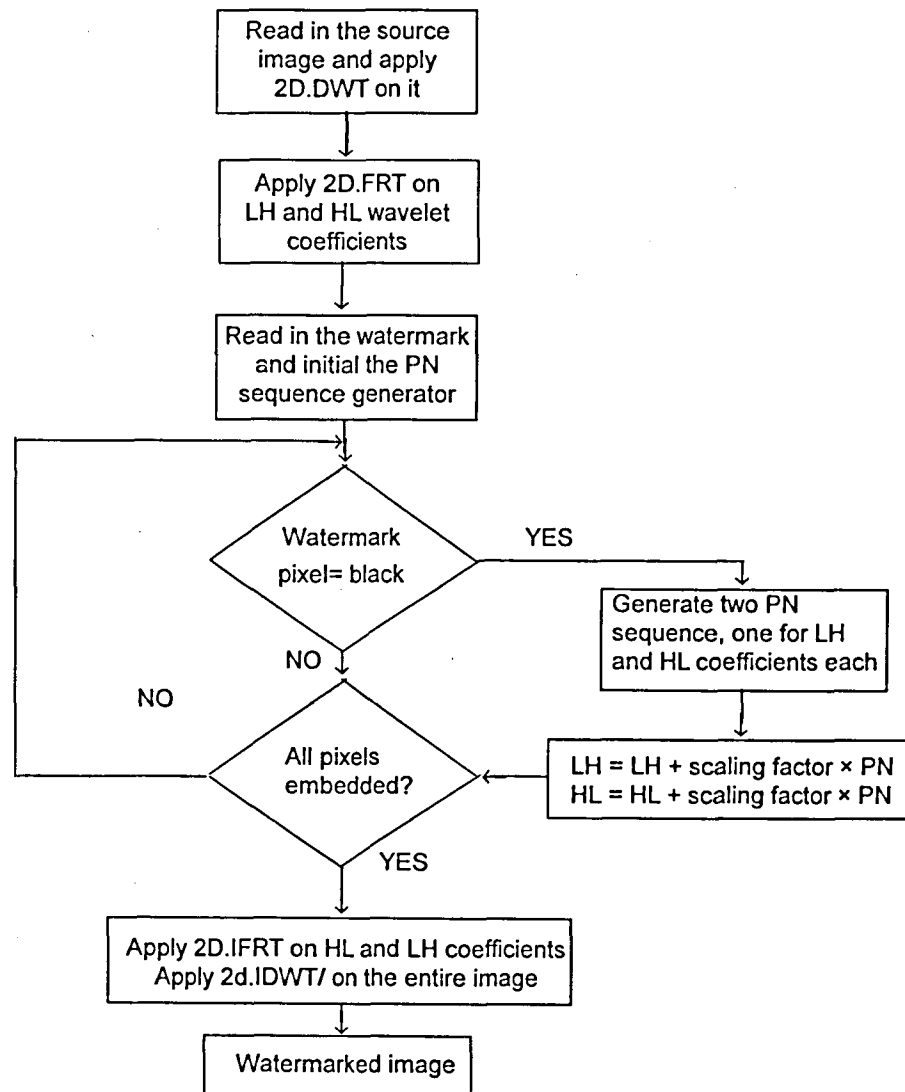 Read in the source
image and apply
2D.DWT on it
Apply 2D.FRT on
LH and HL wavelet
coefficients
Read in the watermark
and initial the PN
sequence generator
Watermark
pixel= black
YES
Generate two PN
sequence, one for LH
and HL coefficients each
NO
NO
LH = LH + scaling factor × PN
HL = HL + scaling factor × PN
All pixels
embedded?
YES
Apply 2D.IFRT on HL and LH coefficients
Apply 2d.IDWT/ on the entire image
Watermarked image